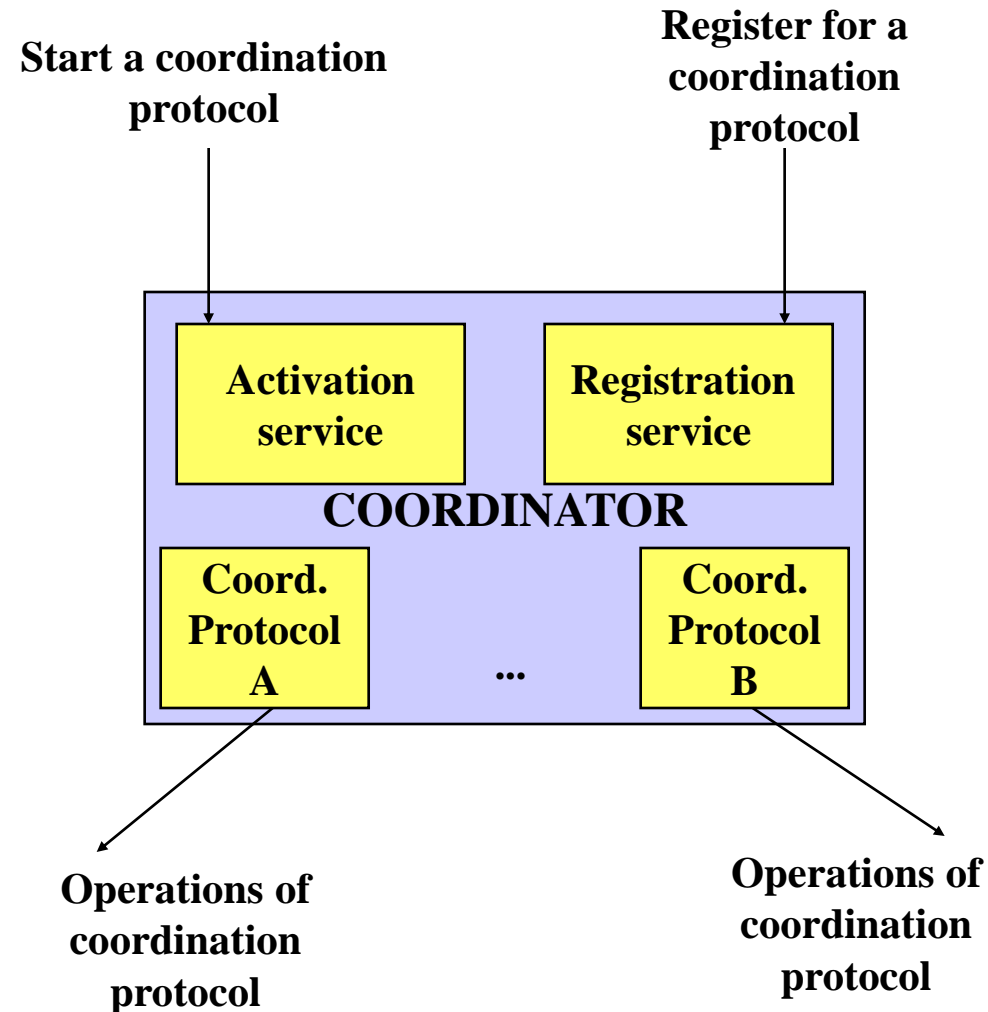 Start a coordination
protocol
Register for a
coordination
protocol
Activation
service
Registration
service
COORDINATOR
Coord.
Protocol
A
...
Coord.
Protocol
B
Operations of
coordination
protocol
Operations of
coordination
protocol